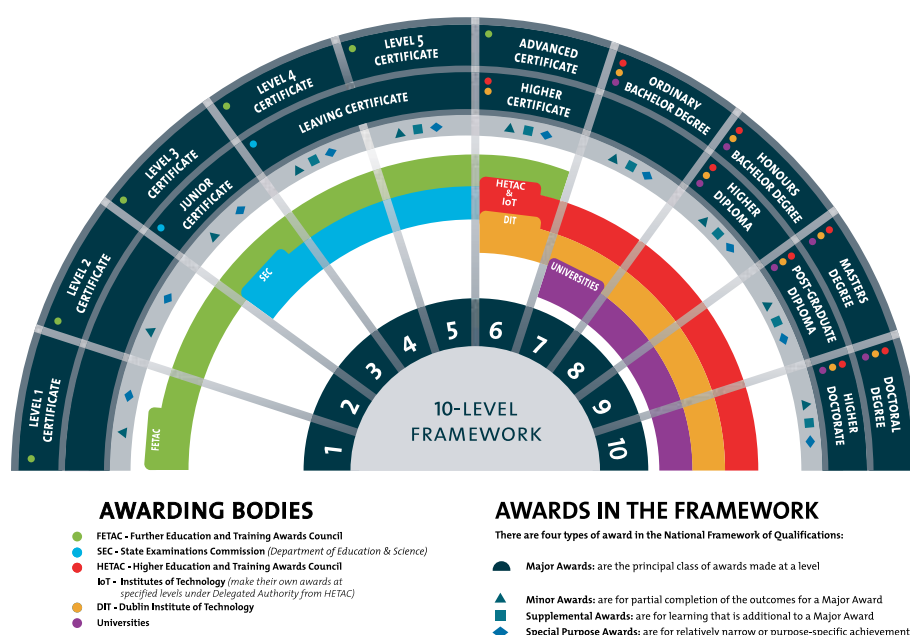 LEVEL 1
CERTIFICATE
LEVEL 2
CERTIFICATE
LEVEL 3
CERTIFICATE
LEVEL 4
CERTIFICATE
LEVEL 5
CERTIFICATE
ADVANCED
CERTIFICATE
ORDINARY
BACHELOR DEGREE
HONOURS
BACHELOR DEGREE
MASTERS
DEGREE
DOCTORAL
DEGREE
JUNIOR
CERTIFICATE
LEAVING CERTIFICATE
HIGHER
CERTIFICATE
HIGHER
DIPLOMA
POST-GRADUATE
DIPLOMA
HIGHER
DOCTORATE
FETAC
SEC
HETAC
&
IoT
DIT
UNIVERSITIES
1
2
3
4
5
6
7
8
9
10
10-LEVEL
FRAMEWORK
AWARDING BODIES
FETAC - Further Education and Training Awards Council
SEC - State Examinations Commission (Department of Education & Science)
HETAC - Higher Education and Training Awards Council
IoT - Institutes of Technology (make their own awards at
specified levels under Delegated Authority from HETAC)
DIT - Dublin Institute of Technology
Universities
AWARDS IN THE FRAMEWORK
There are four types of award in the National Framework of Qualifications:
Major Awards: are the principal class of awards made at a level
Minor Awards: are for partial completion of the outcomes for a Major Award
Supplemental Awards: are for learning that is additional to a Major Award
Special Purpose Awards: are for relatively narrow or purpose-specific achievement